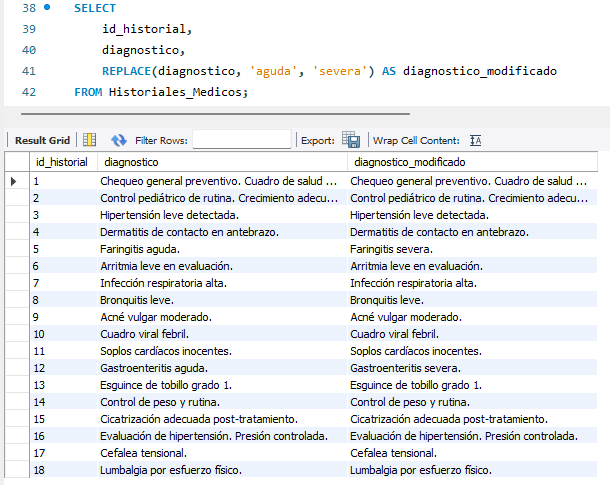 38 SELECT
39 id_historial,
40 diagnostico,
41 REPLACE(diagnostico, 'aguda', 'severa') AS diagnostico_modificado
42 FROM Historiales_Medicos;
Result Grid Filter Rows: Export: Wrap Cell Content:
id_historial diagnostico diagnostico_modificado
1 Chequeo general preventivo. Cuadro de salud ... Chequeo general preventivo. Cuadro de salud ...
2 Control pediátrico de rutina. Crecimiento adecu... Control pediátrico de rutina. Crecimiento adecu...
3 Hipertensión leve detectada. Hipertensión leve detectada.
4 Dermatitis de contacto en antebrazo. Dermatitis de contacto en antebrazo.
5 Faringitis aguda. Faringitis severa.
6 Arritmia leve en evaluación. Arritmia leve en evaluación.
7 Infección respiratoria alta. Infección respiratoria alta.
8 Bronquitis leve. Bronquitis leve.
9 Acné vulgar moderado. Acné vulgar moderado.
10 Cuadro viral febril. Cuadro viral febril.
11 Soplos cardíacos inocentes. Soplos cardíacos inocentes.
12 Gastroenteritis aguda. Gastroenteritis severa.
13 Esguince de tobillo grado 1. Esguince de tobillo grado 1.
14 Control de peso y rutina. Control de peso y rutina.
15 Cicatrización adecuada post-tratamiento. Cicatrización adecuada post-tratamiento.
16 Evaluación de hipertensión. Presión controlada. Evaluación de hipertensión. Presión controlada.
17 Cefalea tensional. Cefalea tensional.
18 Lumbalgia por esfuerzo físico. Lumbalgia por esfuerzo físico.